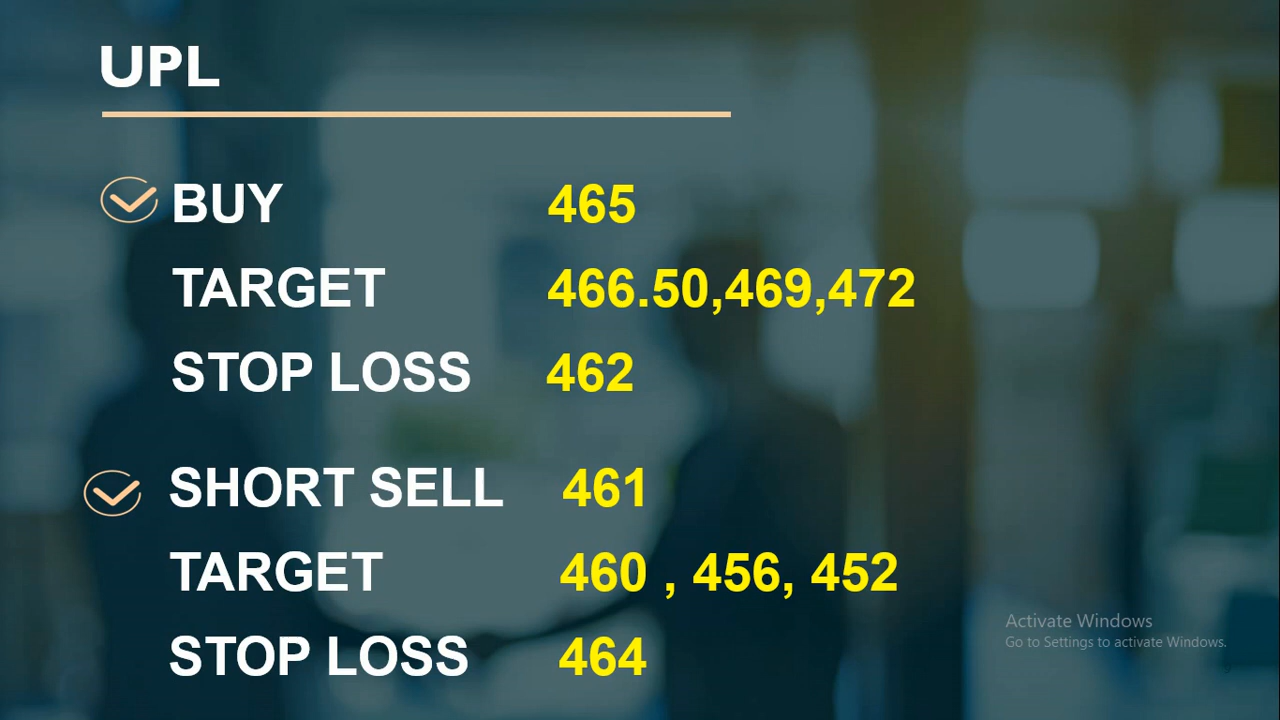 UPL
BUY 465
TARGET 466.50,469,472
STOP LOSS 462
SHORT SELL 461
TARGET 460 , 456, 452
STOP LOSS 464
Activate Windows
Go to Settings to activate Windows.